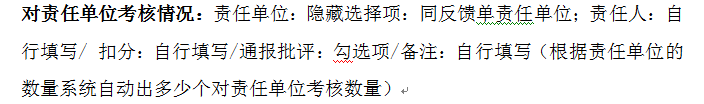 对责任单位考核情况：责任单位：隐藏选择项：同反馈单责任单位；责任人：自
行填写/ 扣分：自行填写/通报批评：勾选项/备注：自行填写（根据责任单位的
数量系统自动出多少个对责任单位考核数量）